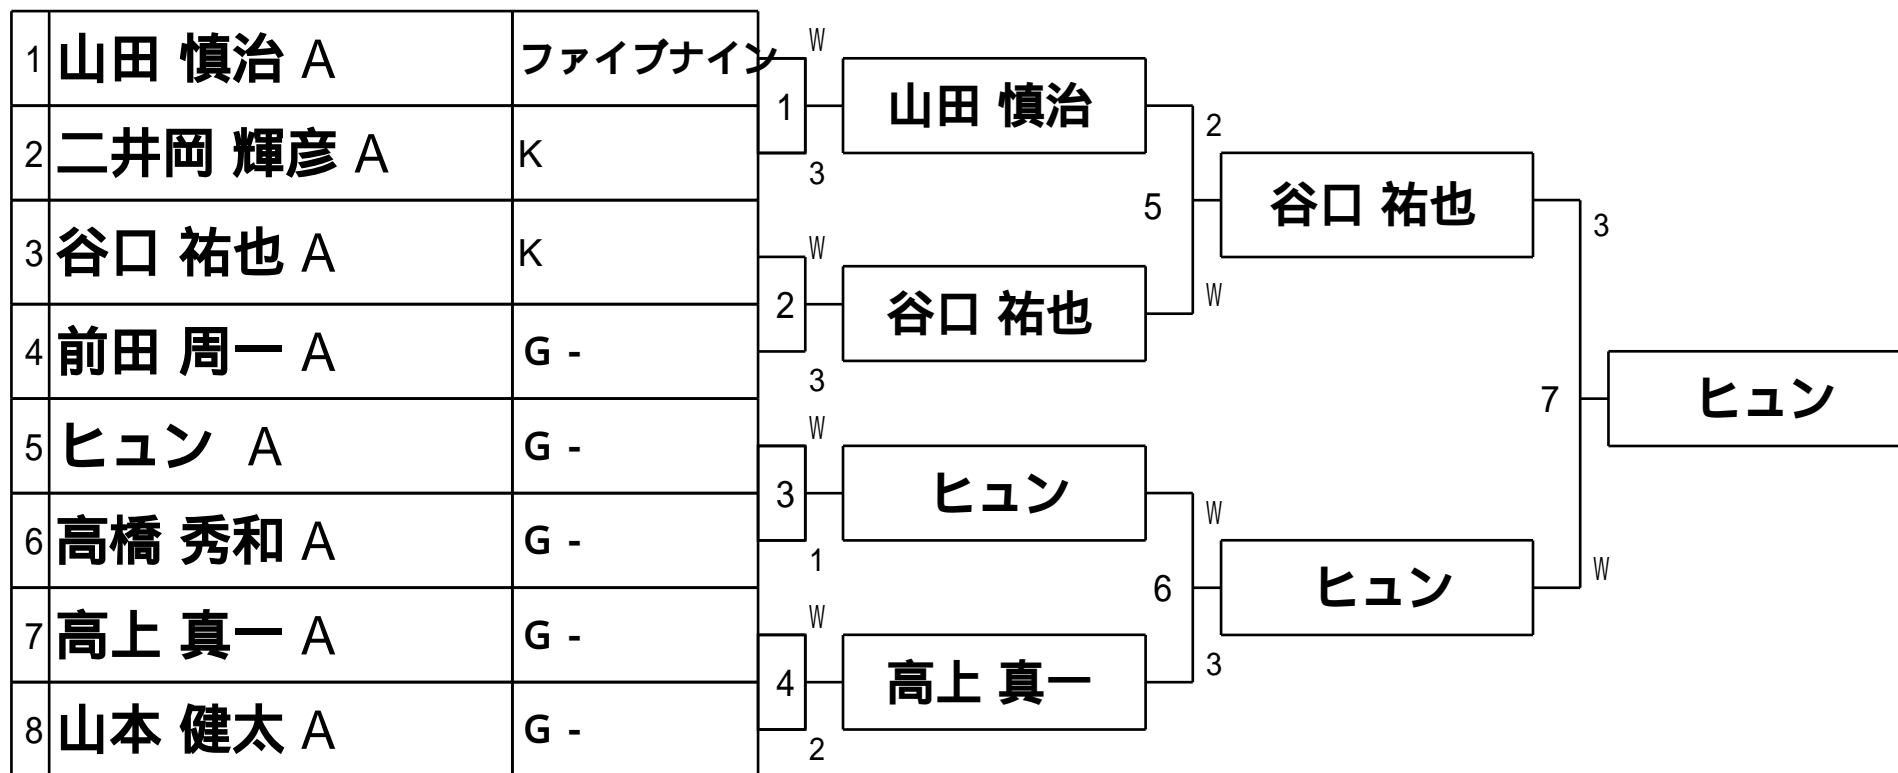 1 山田 慎治 A ファイブナイン
2 二井岡 輝彦 A K
3 谷口 祐也 A K
4 前田 周一 A G -
5 ヒュン A G -
6 高橋 秀和 A G -
7 高上 真一 A G -
8 山本 健太 A G -
W
1
3
W
2
3
W
3
1
W
4
2
山田 慎治
谷口 祐也
ヒュン
高上 真一
2
5
W
W
6
3
谷口 祐也
ヒュン
3
7
W
ヒュン